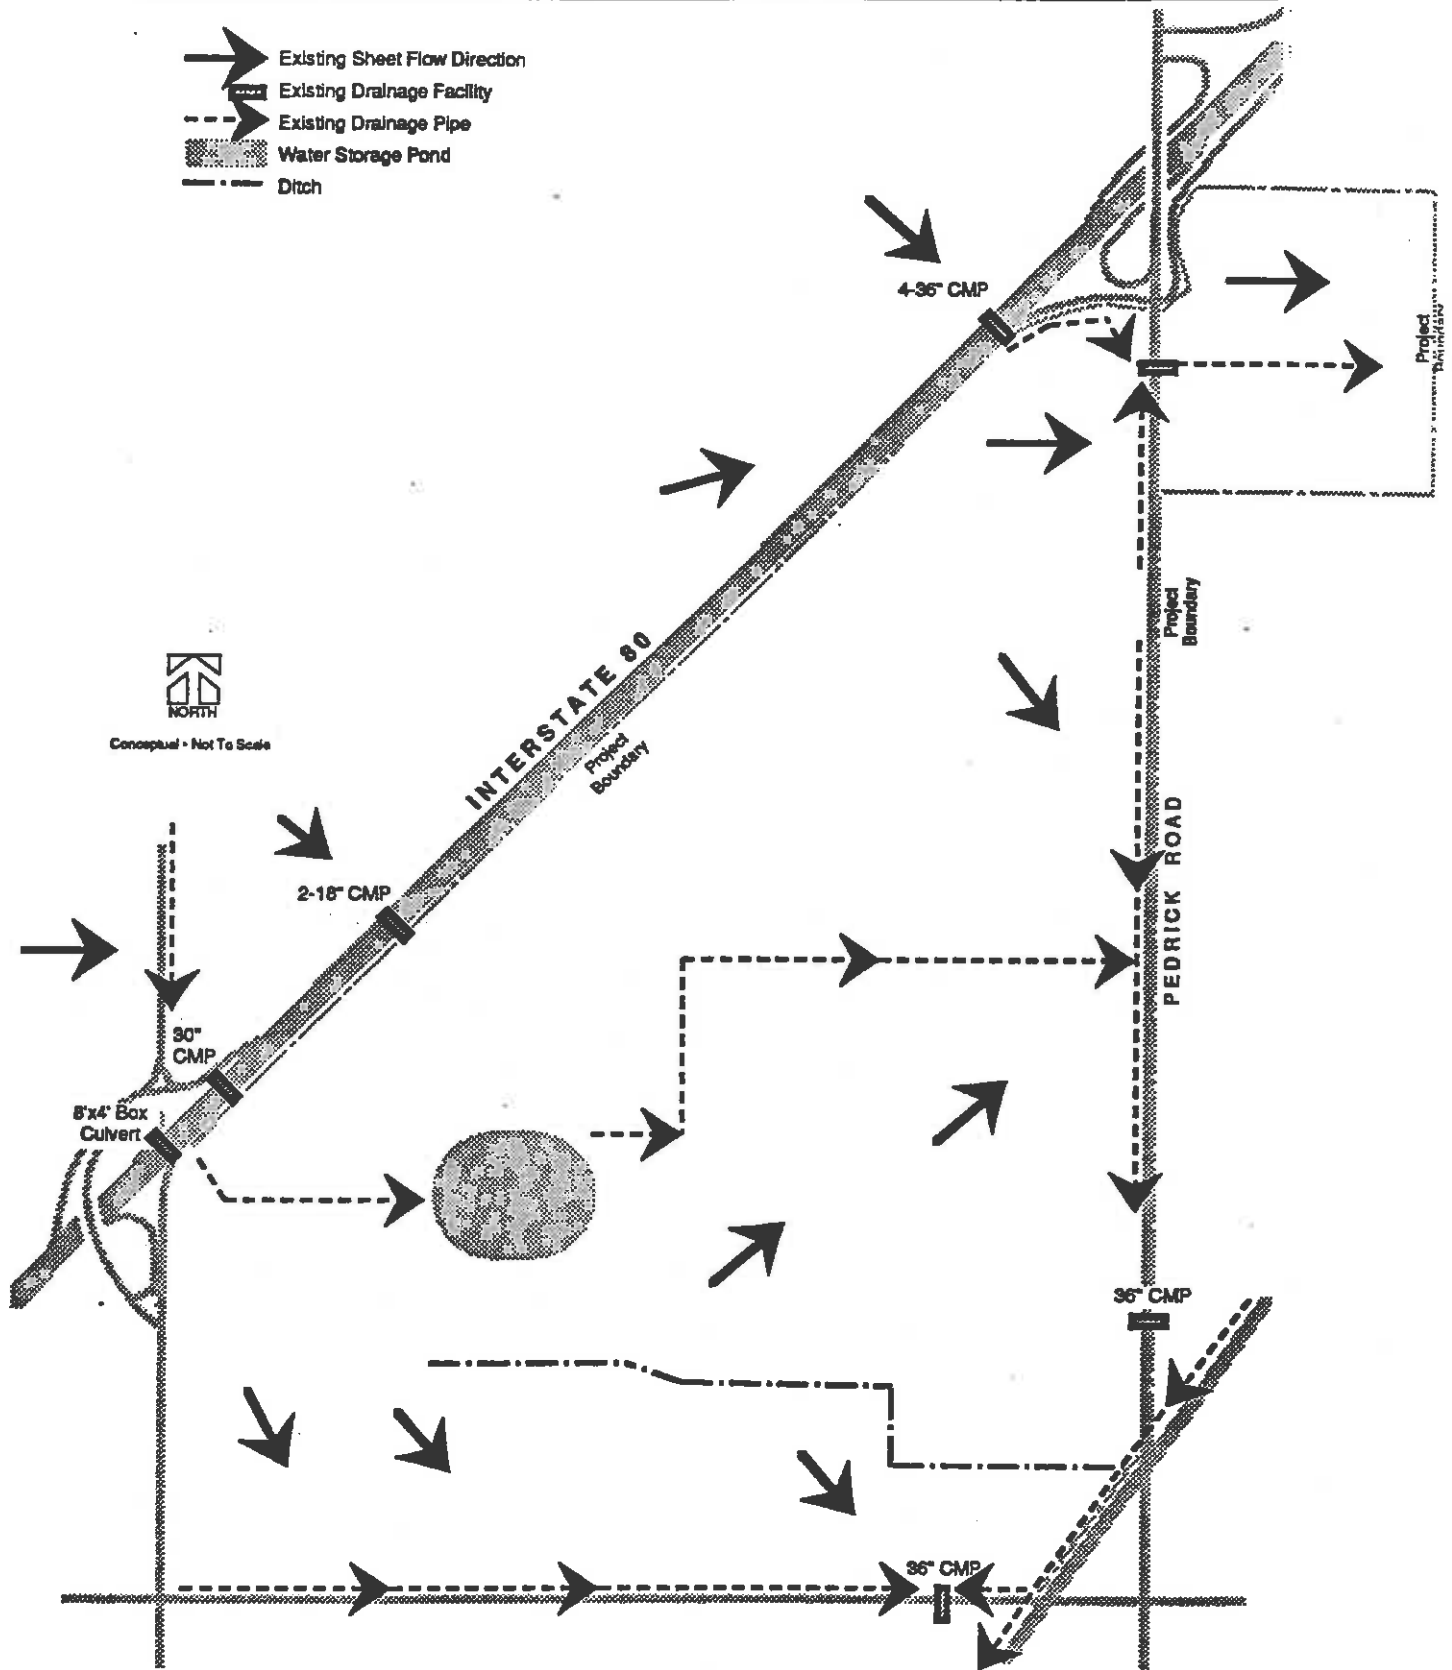 Existing Sheet Flow Direction
Existing Drainage Facility
Existing Drainage Pipe
Water Storage Pond
Ditch
4-36" CMP
Project
Project
Boundary
INTERSTATE 80
Project
Boundary
NORTH
Conceptual - Not To Scale
2-18" CMP
PEDRICK ROAD
30"
CMP
8'x4' Box
Culvert
36" CMP
36" CMP